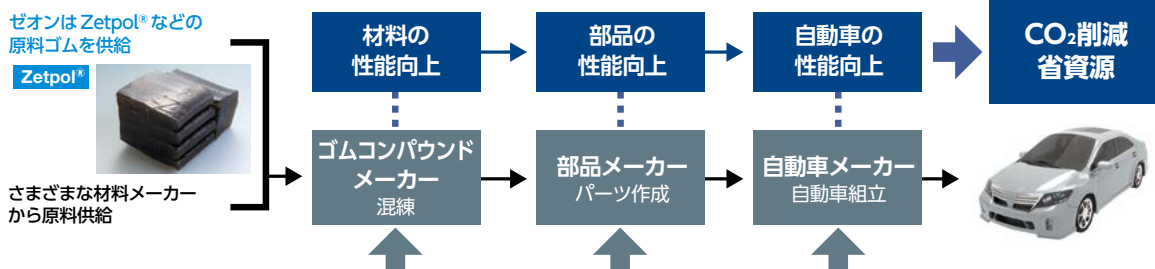 ゼオンはZetpol®などの
原料ゴムを供給
Zetpol®
さまざまな材料メーカー
から原料供給
材料の
性能向上
部品の
性能向上
自動車の
性能向上
CO₂削減
省資源
ゴムコンパウンド
メーカー
混練
部品メーカー
パーツ作成
自動車メーカー
自動車組立